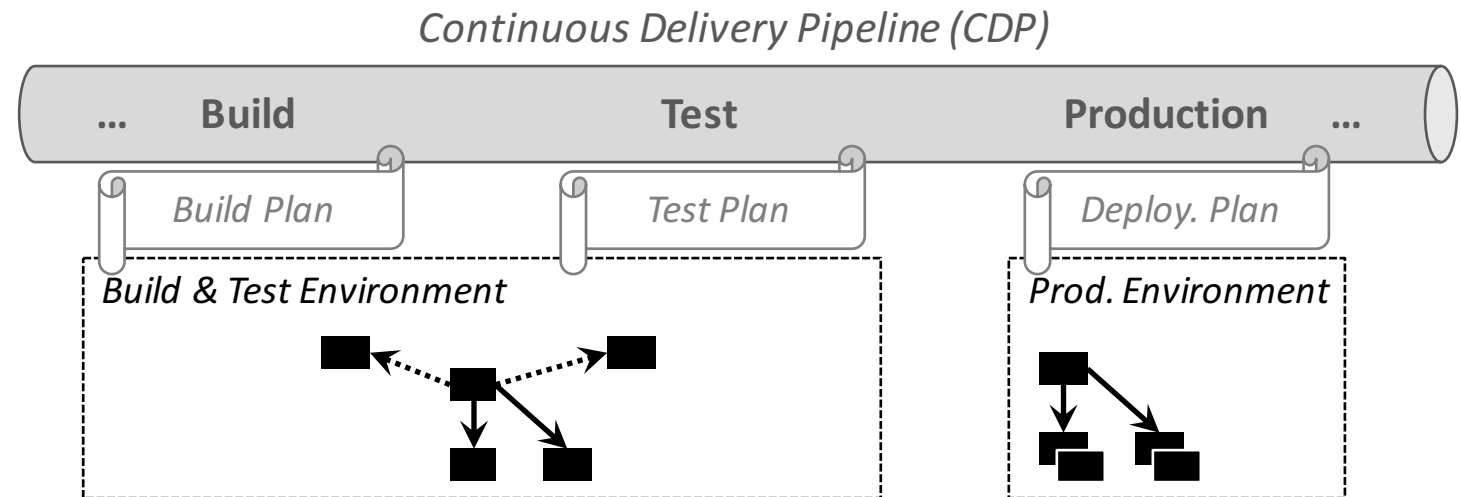 Continuous Delivery Pipeline (CDP)
... Build Test Production ...
Build Plan Test Plan Deploy. Plan
Build & Test Environment Prod. Environment